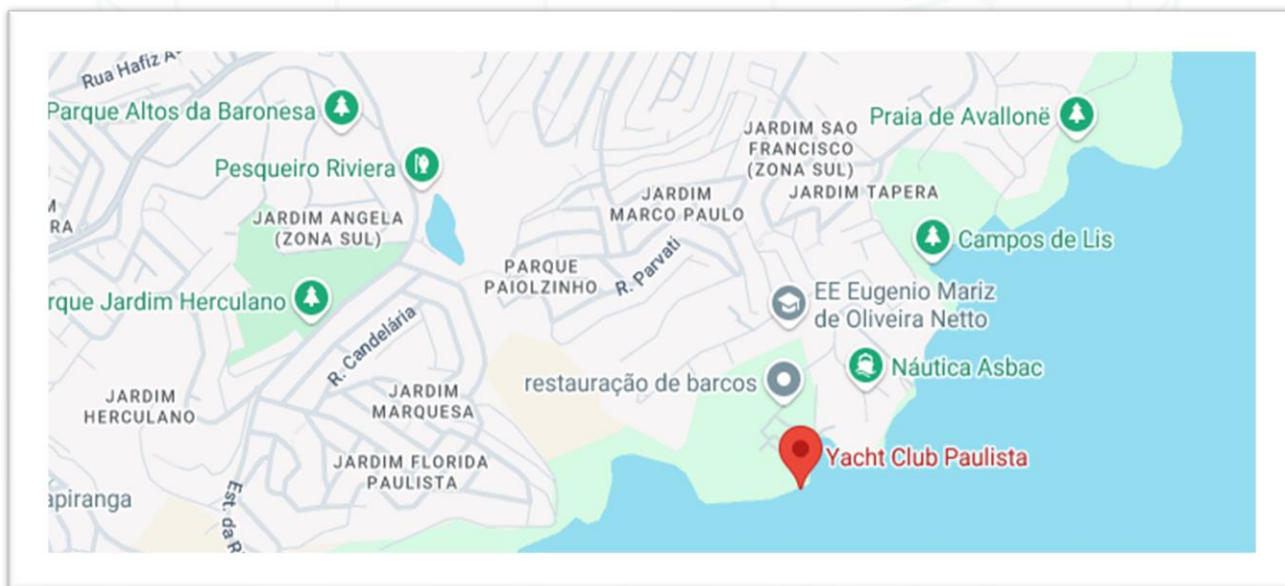 Rua Hafiz A
Parque Altos da Baronesa
Pesqueiro Riviera
JARDIM ANGELA
(ZONA SUL)
rque Jardim Herculano
R. Candelária
JARDIM
HERCULANO
JARDIM
MARQUESA
JARDIM FLORIDA
PAULISTA
apiranga
Est. da R
PARQUE
PAIOLZINHO
R. Parvati
JARDIM
MARCO PAULO
JARDIM SAO
FRANCISCO
(ZONA SUL)
JARDIM TAPERA
Praia de Avallonë
Campos de Lis
EE Eugenio Mariz
de Oliveira Netto
Náutica Asbac
restauração de barcos
Yacht Club Paulista